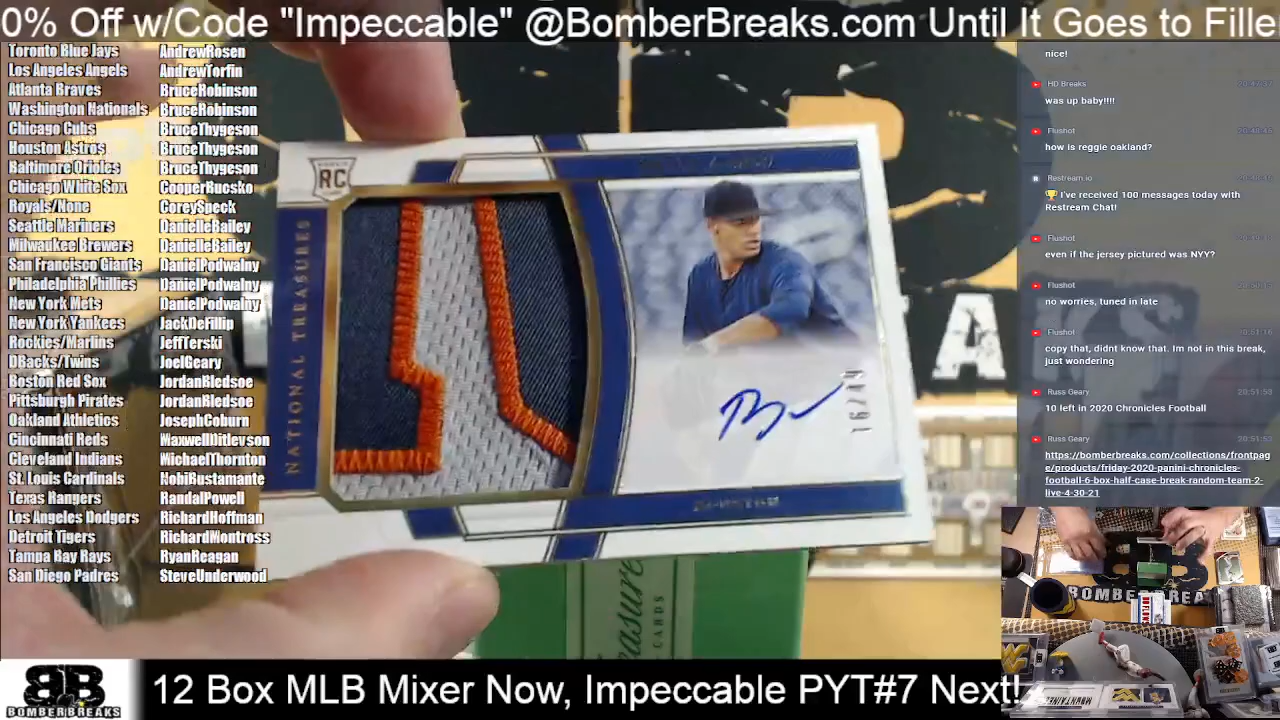 0% Off w/Code "Impeccable" @BomberBreaks.com Until It Goes to Fille
Toronto Blue Jays AndrewRosen
Los Angeles Angels AndrewTorfin
Atlanta Braves BruceRobinson
Washington Nationals BruceRobinson
Chicago Cubs BruceThygeson
Houston Astros BruceThygeson
Baltimore Orioles BruceThygeson
Chicago White Sox CooperRuosko
Royals/None CoreySpeck
Seattle Mariners DanielleBailey
Milwaukee Brewers DanielleBailey
San Francisco Giants DanielPodwalny
Philadelphia Phillies DanielPodwalny
New York Mets DanielPodwalny
New York Yankees JackDeFillip
Rockies/Marlins JeffTerski
DBacks/Twins JoelGeary
Boston Red Sox JordanBledsoe
Pittsburgh Pirates JordanBledsoe
Oakland Athletics JosephCoburn
Cincinnati Reds MaxwellDitlevson
Cleveland Indians MichaelThornton
St. Louis Cardinals NobiBustamante
Texas Rangers RandalPowell
Los Angeles Dodgers RichardHoffman
Detroit Tigers RichardMontross
Tampa Bay Rays RyanReagan
San Diego Padres SteveUnderwood
RC
NATIONAL TREASURES
16/49
HOUSTON
CARDS
A
nice!
HD Breaks
was up baby!!!!
Flushot
how is reggie oakland?
Restream.io
🏆 I've received 100 messages today with
Restream Chat!
Flushot
even if the jersey pictured was NYY?
Flushot
no worries, tuned in late
Flushot
copy that, didnt know that. Im not in this break,
just wondering
Russ Geary
10 left in 2020 Chronicles Football
Russ Geary
https://bomberbreaks.com/collections/frontpag
e/products/friday-2020-panini-chronicles-
football-6-box-half-case-break-random-team-2-
live-4-30-21
BOMBERBREA
BB
BOMBERBREAKS
12 Box MLB Mixer Now, Impeccable PYT#7 Next!